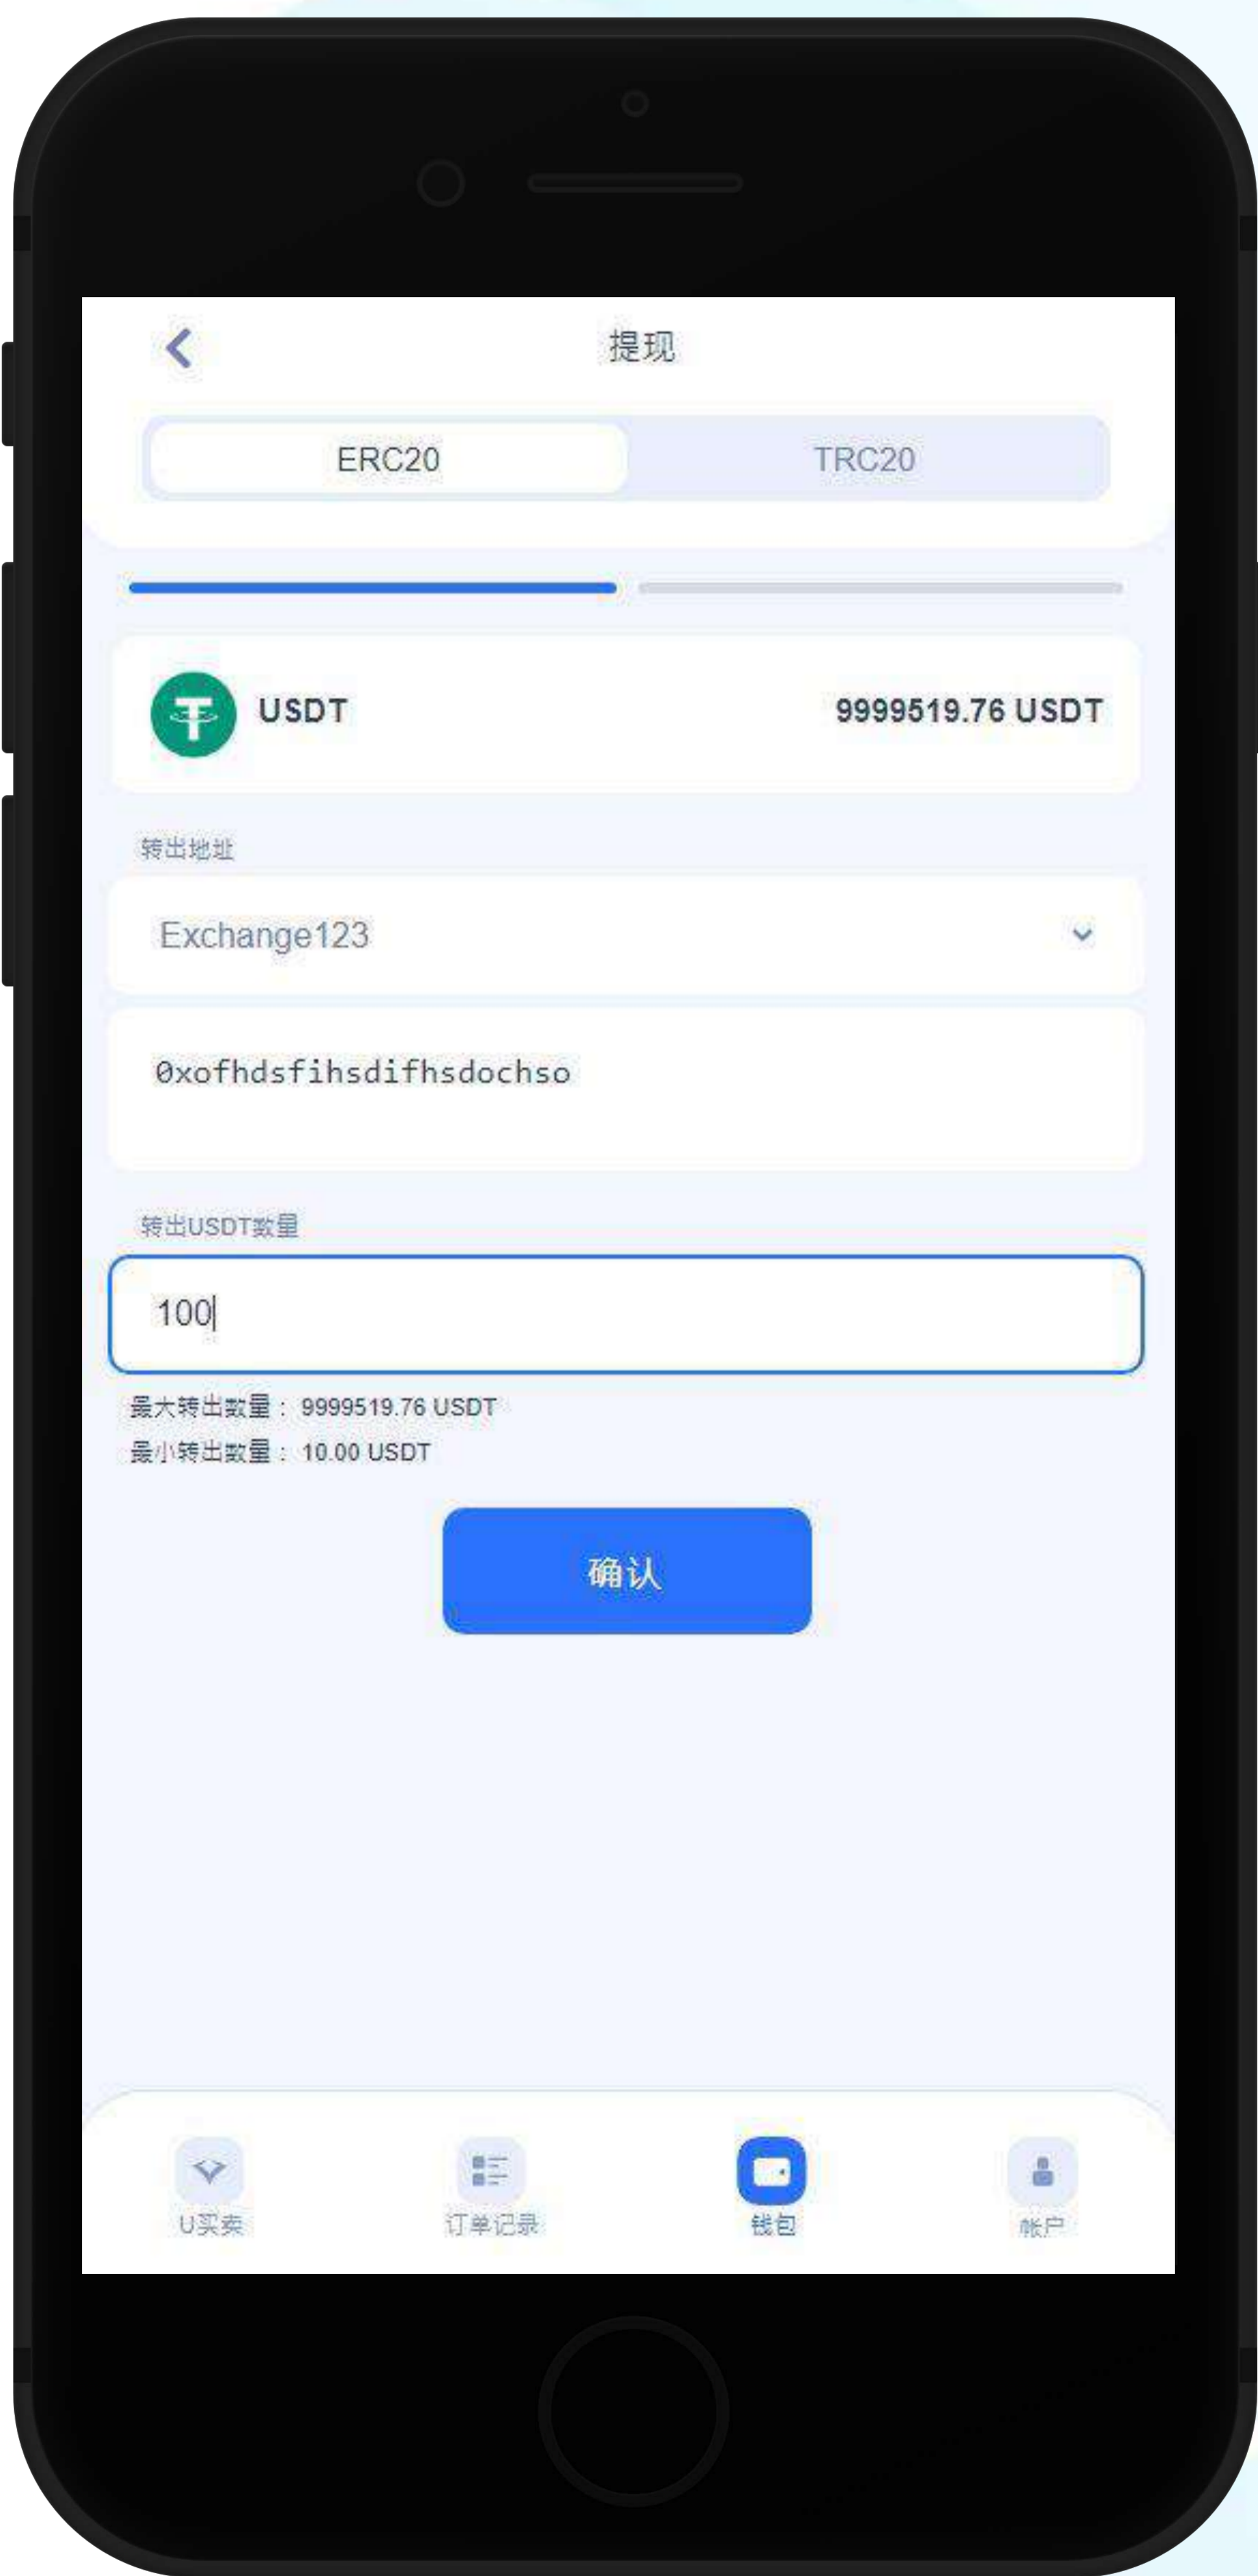 提现
ERC20 TRC20
USDT 9999519.76 USDT
转出地址
Exchange123
0xofhdsfihsdifhsdochso
转出USDT数量
100
最大转出数量： 9999519.76 USDT
最小转出数量： 10.00 USDT
确认
U买卖 订单记录 钱包 帐户